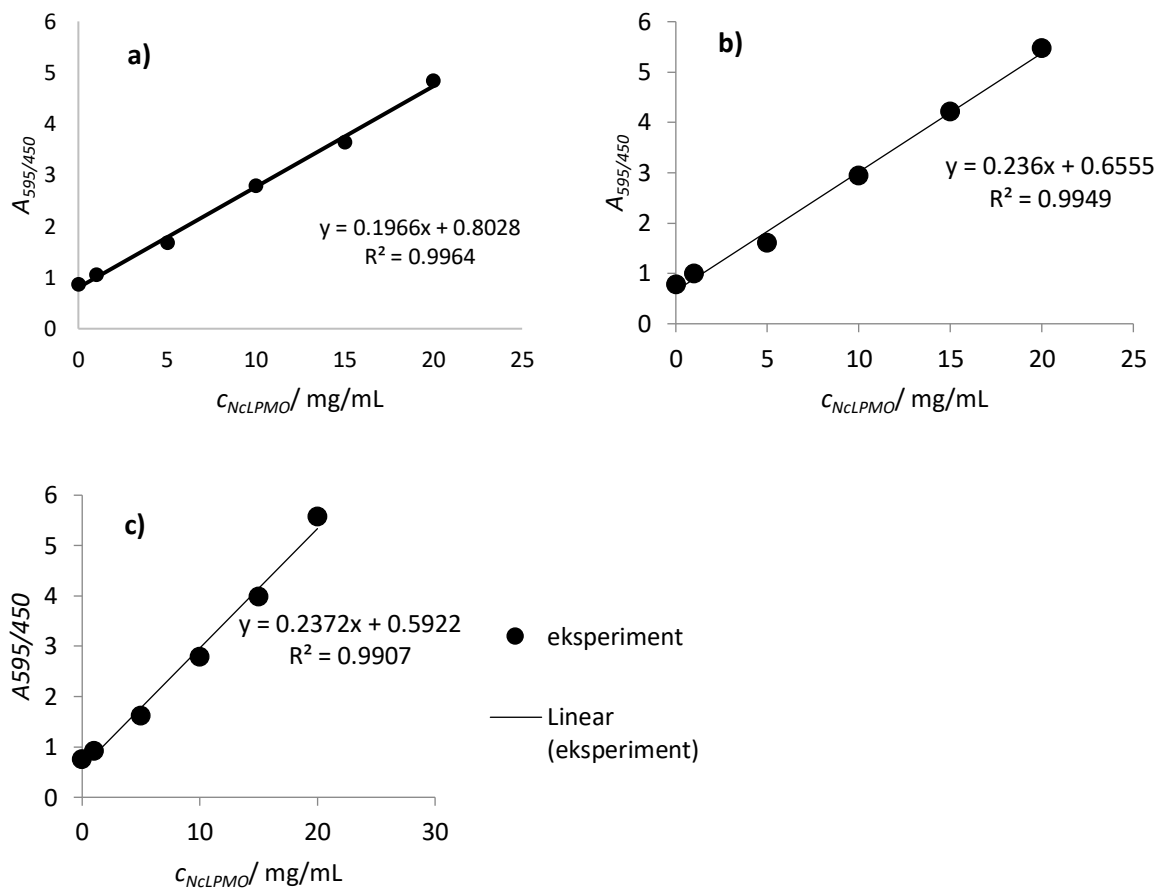 a)
6
5
4
3
2
1
0
A595/450
y = 0.1966x + 0.8028
R² = 0.9964
0 5 10 15 20 25
cNcLPMO/ mg/mL
b)
6
5
4
3
2
1
0
A595/450
y = 0.236x + 0.6555
R² = 0.9949
0 5 10 15 20 25
cNcLPMO/ mg/mL
c)
6
5
4
3
2
1
0
A595/450
y = 0.2372x + 0.5922
R² = 0.9907
0 10 20 30
cNcLPMO/ mg/mL
eksperiment
Linear
(eksperiment)